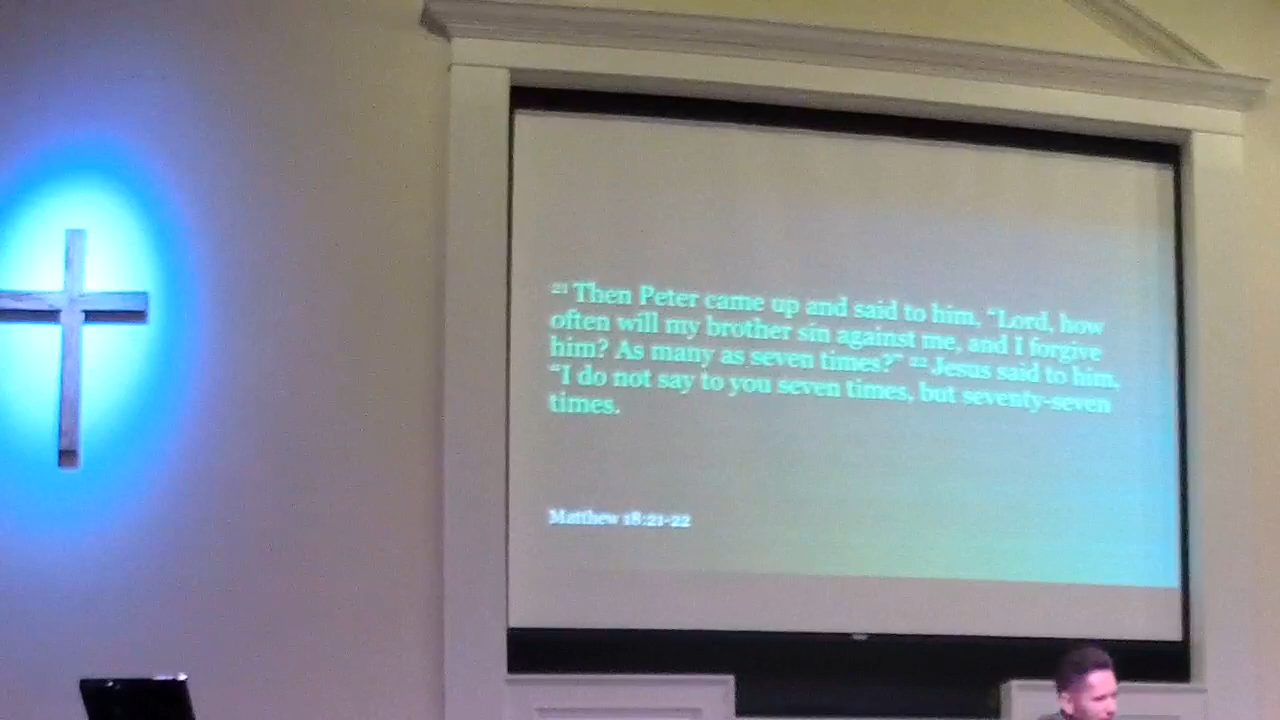 21 Then Peter came up and said to him, “Lord, how
often will my brother sin against me, and I forgive
him? As many as seven times?” 22 Jesus said to him,
“I do not say to you seven times, but seventy-seven
times.
Matthew 18:21-22